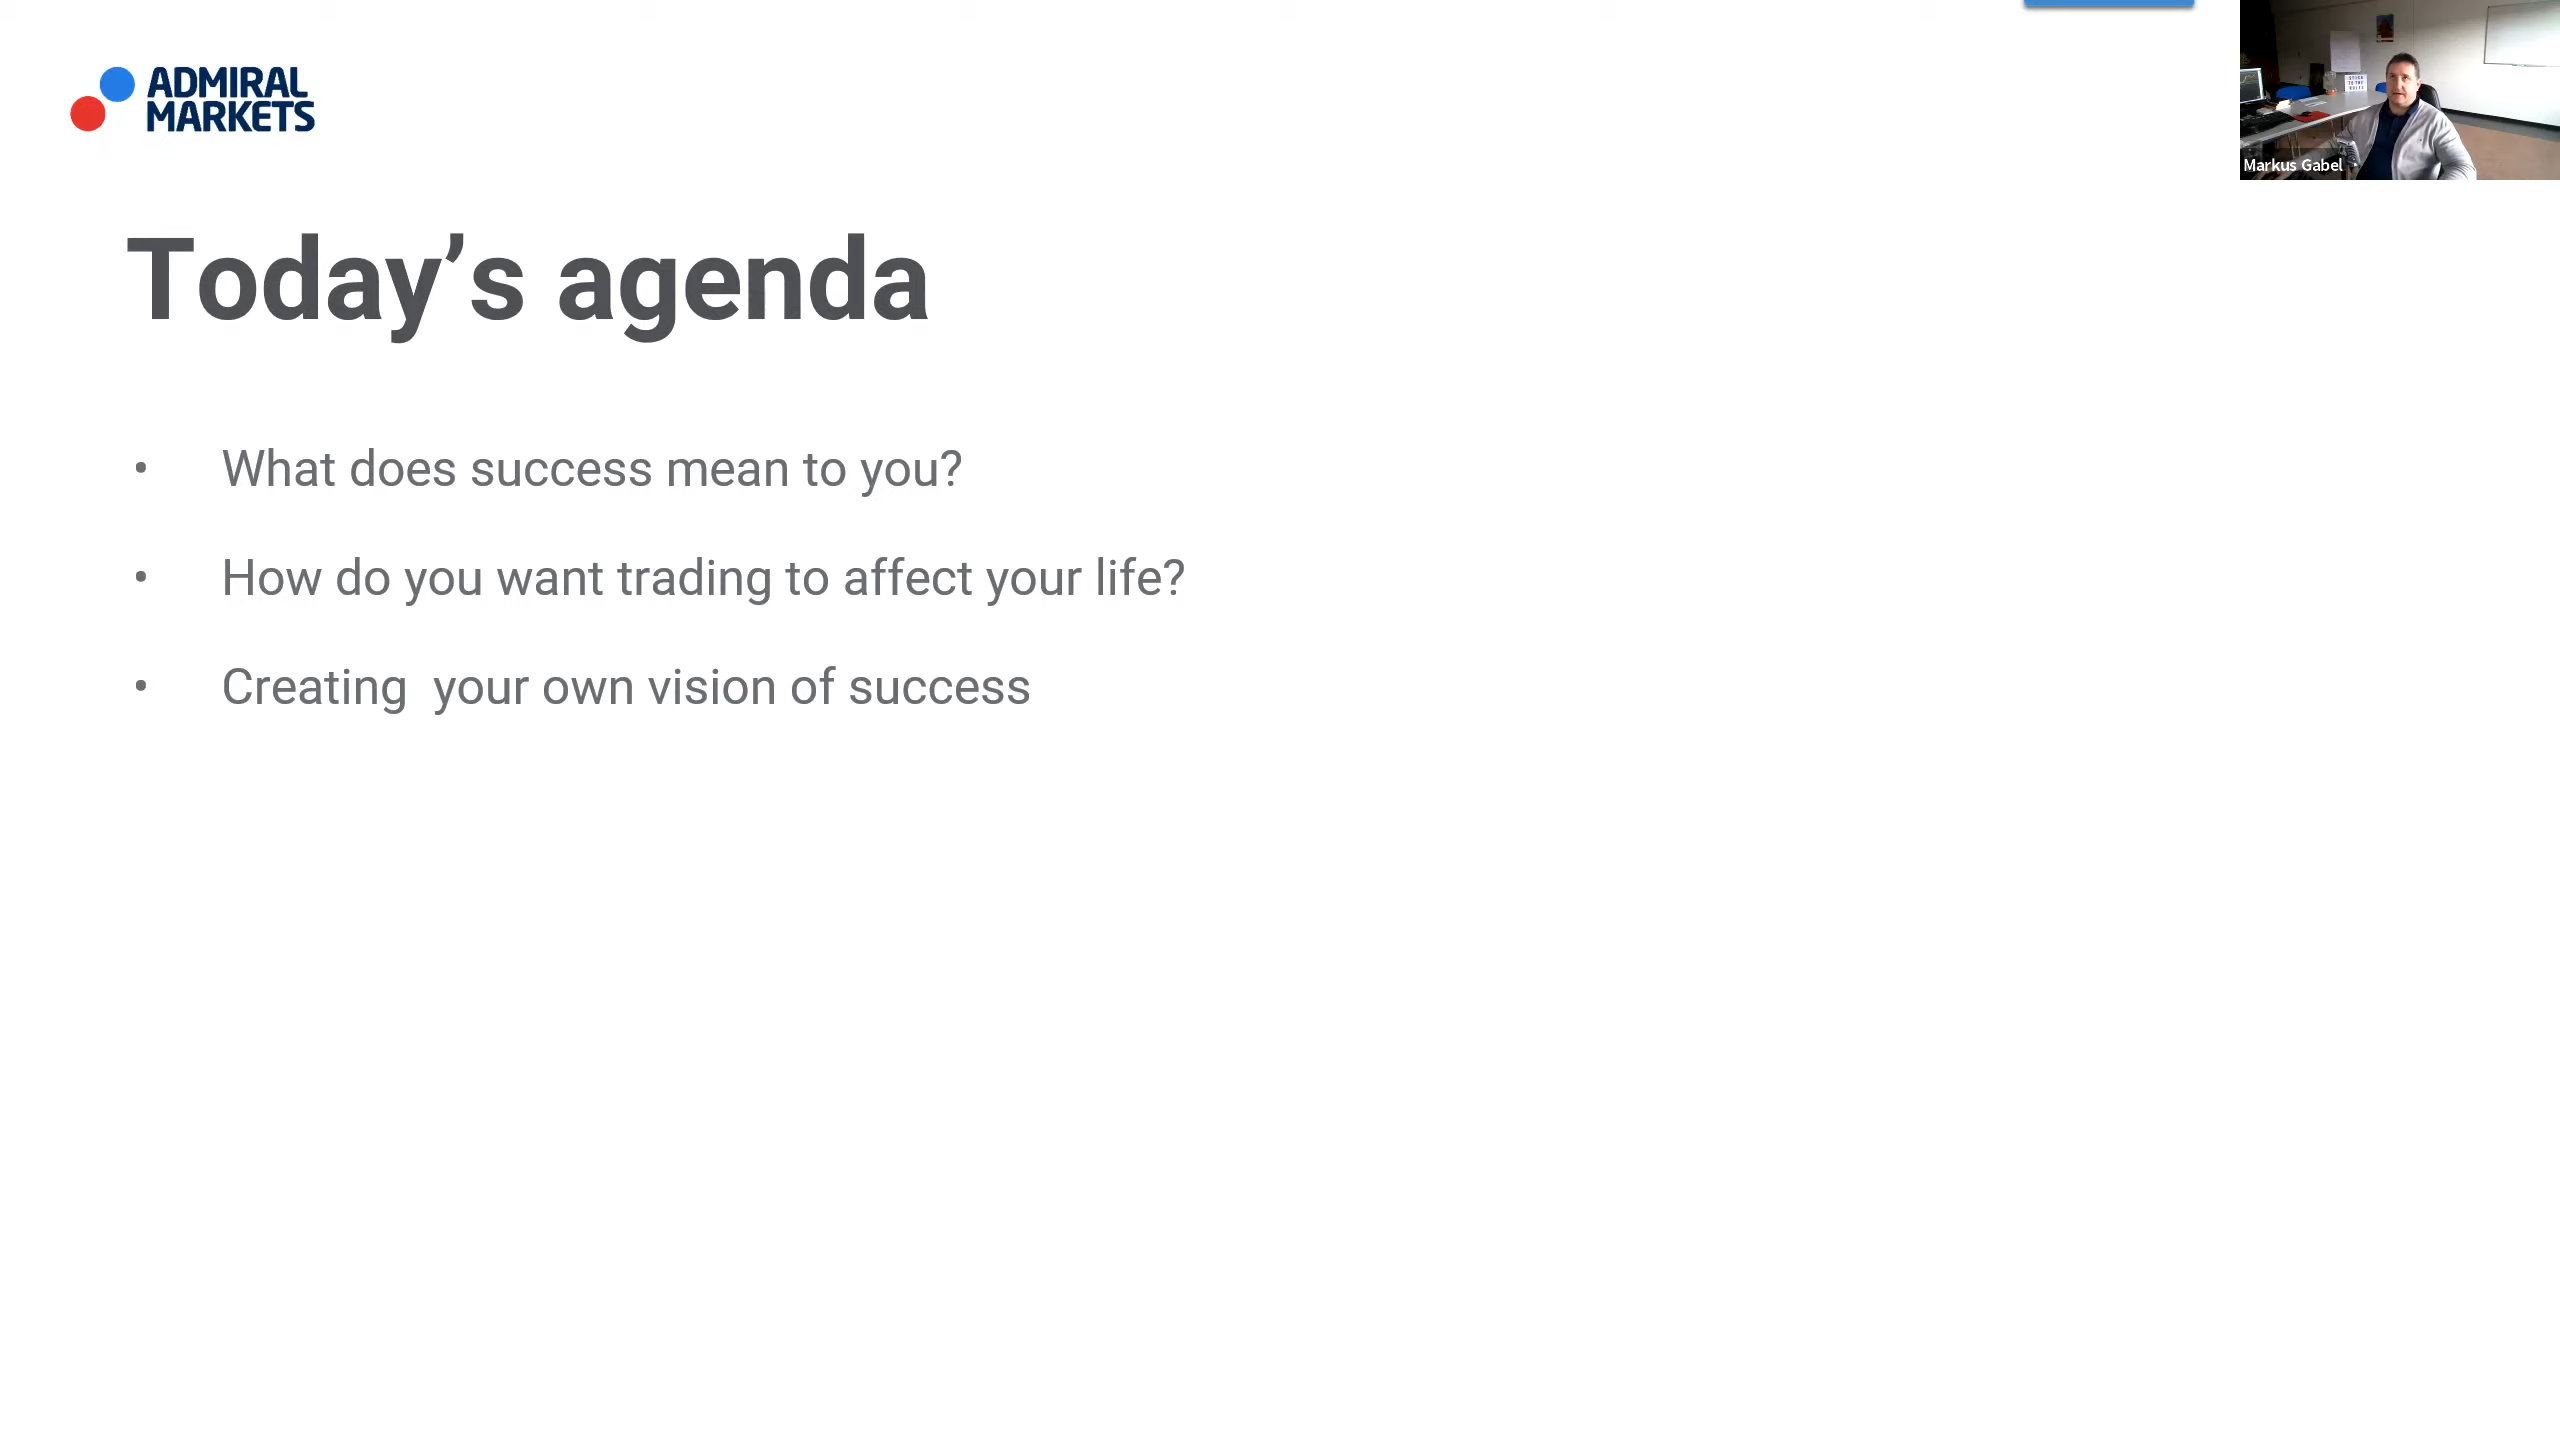 ADMIRAL
MARKETS
Markus Gabel
Today’s agenda
• What does success mean to you?
• How do you want trading to affect your life?
• Creating  your own vision of success